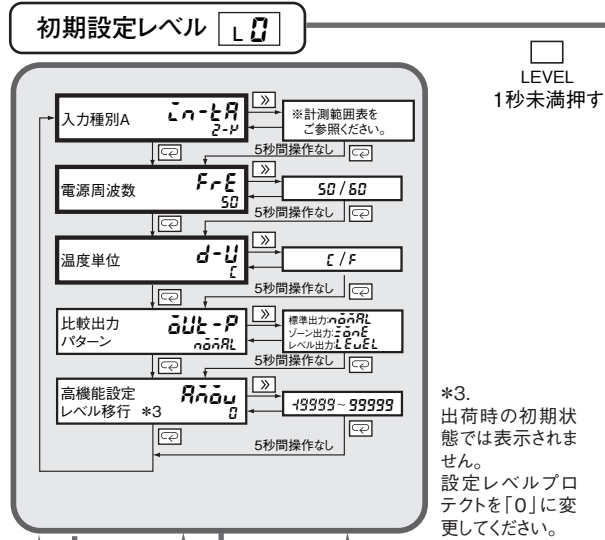 初期設定レベル L0
LEVEL
1秒未満押す
入力種別A in-tA
2-V
※計測範囲表を
ご参照ください。
5秒間操作なし
電源周波数 FrE
50
50/60
5秒間操作なし
温度単位 d-U
C
C/F
5秒間操作なし
比較出力
パターン
oUt-P
noRAL
標準出力:noRAL
ゾーン出力:ZonE
レベル出力:LEvEL
5秒間操作なし
高機能設定
レベル移行 *3
Amov
0
-19999~99999
5秒間操作なし
*3.
出荷時の初期状
態では表示されま
せん。
設定レベルプロ
テクトを「0」に変
更してください。